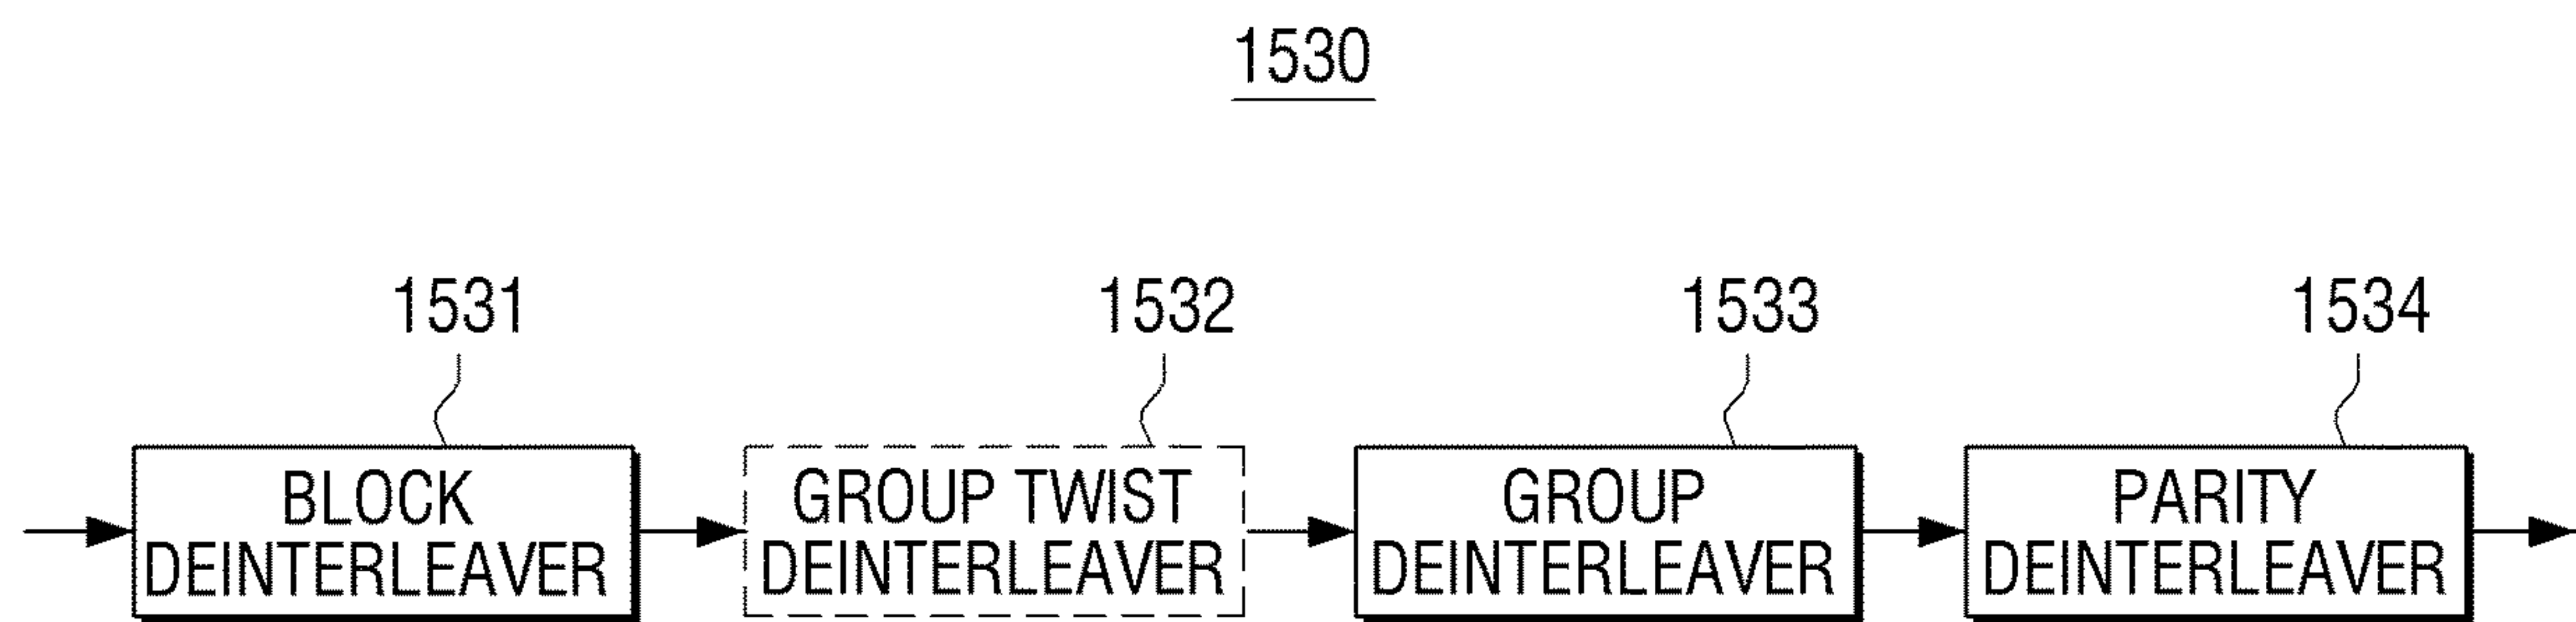 1530
1531
1532
1533
1534
BLOCK
DEINTERLEAVER
GROUP TWIST
DEINTERLEAVER
GROUP
DEINTERLEAVER
PARITY
DEINTERLEAVER